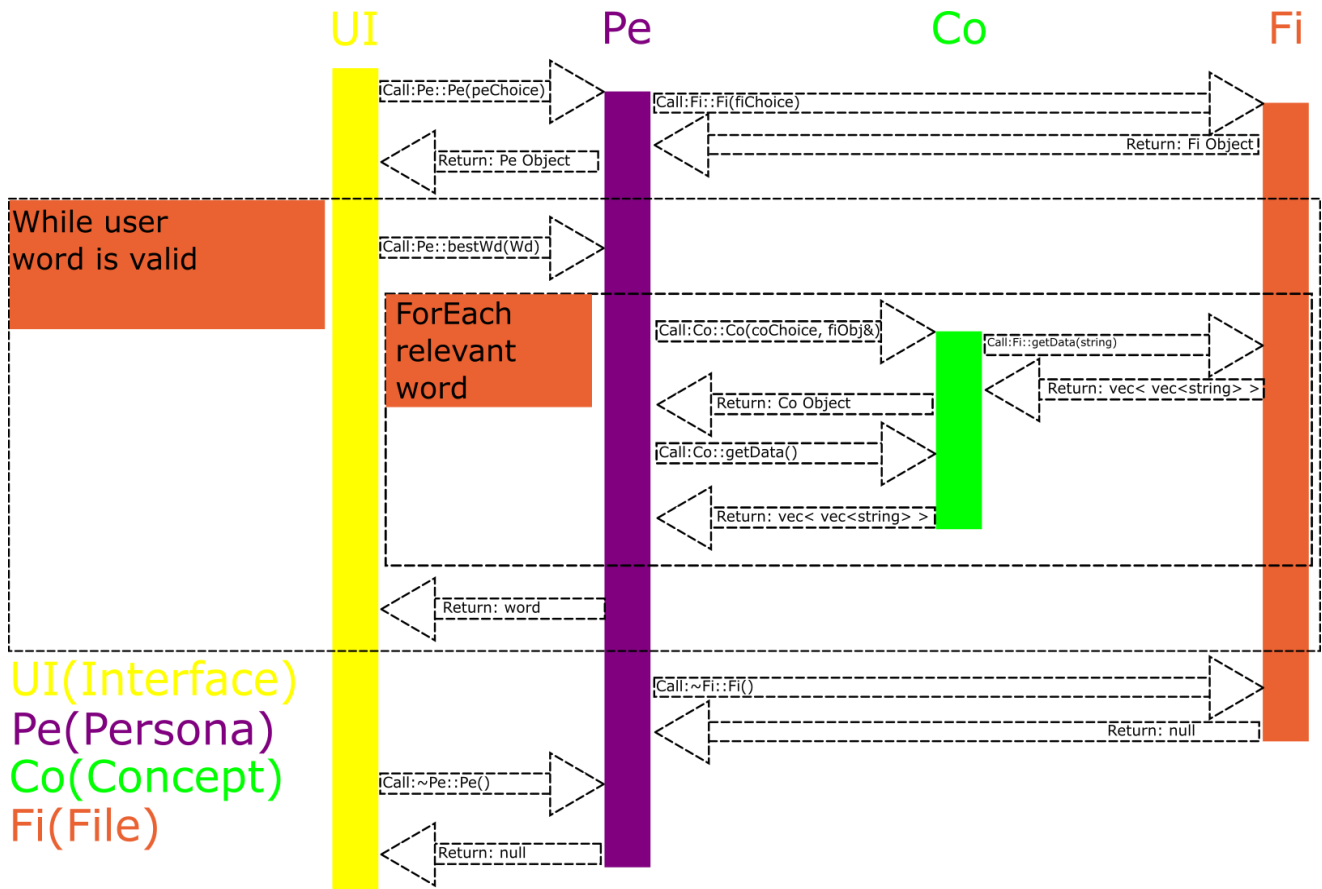 UI
Pe
Co
Fi
Call:Pe::Pe(peChoice)
Call:Fi::Fi(fiChoice)
Return: Fi Object
Return: Pe Object
While user
word is valid
Call:Pe::bestWd(Wd)
ForEach
relevant
word
Call:Co::Co(coChoice, fiObj&)
Call:Fi::getData(string)
Return: vec< vec<string> >
Return: Co Object
Call:Co::getData()
Return: vec< vec<string> >
Return: word
UI(Interface)
Pe(Persona)
Co(Concept)
Fi(File)
Call:~Fi::Fi()
Return: null
Call:~Pe::Pe()
Return: null